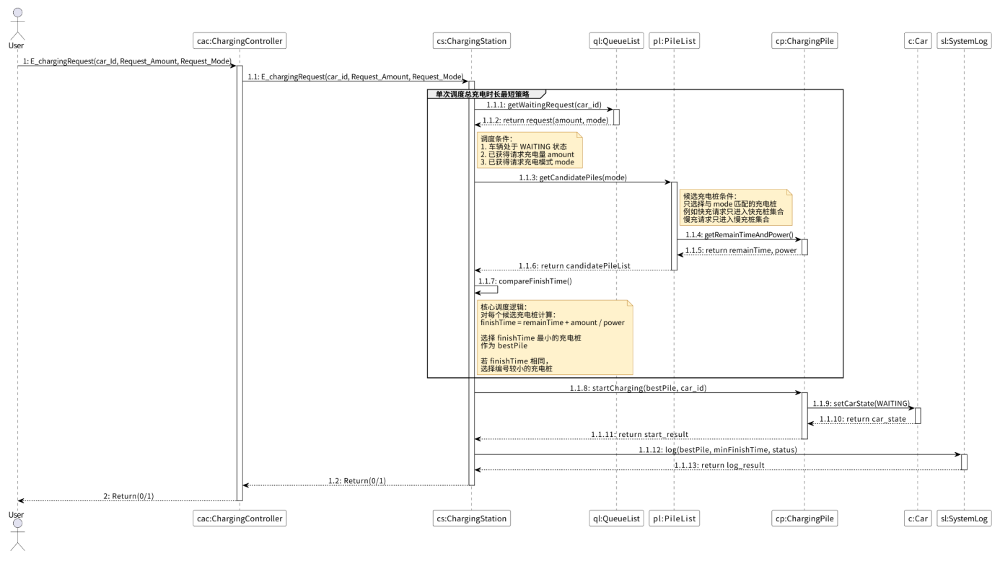 User
cac:ChargingController
cs:ChargingStation
ql:QueueList
pl:PileList
cp:ChargingPile
c:Car
sl:SystemLog
1: E_chargingRequest(car_Id, Request_Amount, Request_Mode)
1.1: E_chargingRequest(car_id, Request_Amount, Request_Mode)
单次调度总充电时长最短策略
1.1.1: getWaitingRequest(car_id)
1.1.2: return request(amount, mode)
调度条件：
1. 车辆处于 WAITING 状态
2. 已获得请求充电量 amount
3. 已获得请求充电模式 mode
1.1.3: getCandidatePiles(mode)
候选充电桩条件：
只选择与 mode 匹配的充电桩
例如快充请求只进入快充桩集合
慢充请求只进入慢充桩集合
1.1.4: getRemainTimeAndPower()
1.1.5: return remainTime, power
1.1.6: return candidatePileList
1.1.7: compareFinishTime()
核心调度逻辑：
对每个候选充电桩计算：
finishTime = remainTime + amount / power
选择 finishTime 最小的充电桩
作为 bestPile
若 finishTime 相同，
选择编号较小的充电桩
1.1.8: startCharging(bestPile, car_id)
1.1.9: setCarState(WAITING)
1.1.10: return car_state
1.1.11: return start_result
1.1.12: log(bestPile, minFinishTime, status)
1.1.13: return log_result
1.2: Return(0/1)
2: Return(0/1)
User
cac:ChargingController
cs:ChargingStation
ql:QueueList
pl:PileList
cp:ChargingPile
c:Car
sl:SystemLog